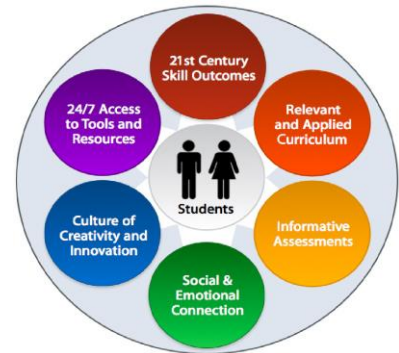 21st Century
Skill Outcomes
Relevant
and Applied
Curriculum
Informative
Assessments
Social &
Emotional
Connection
Culture of
Creativity and
Innovation
24/7 Access
to Tools and
Resources
Students